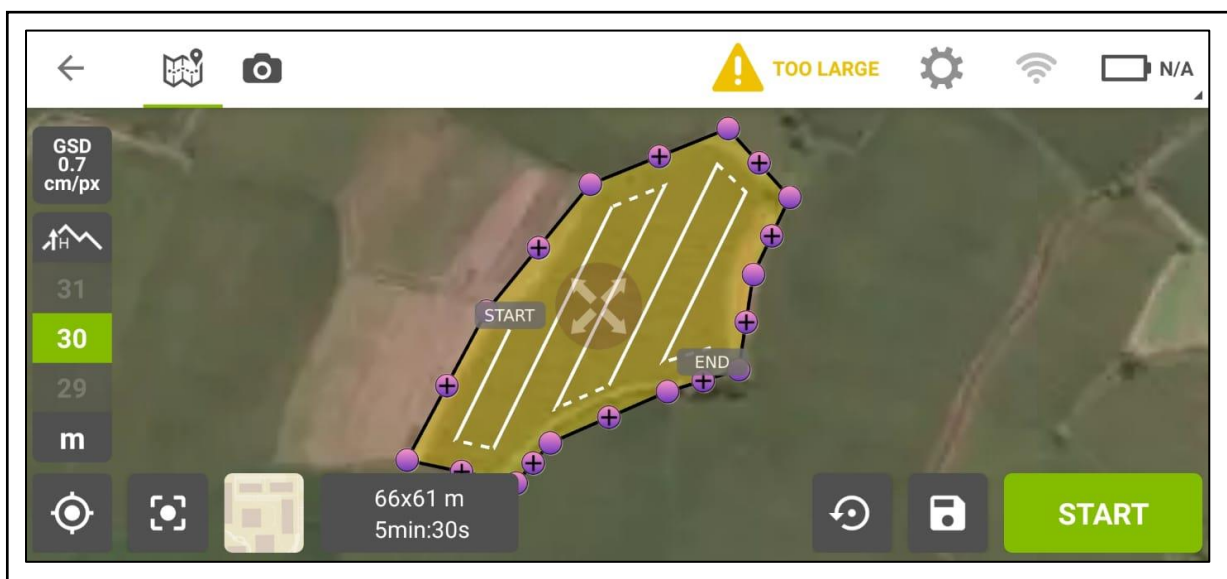 TOO LARGE
N/A
GSD
0.7
cm/px
H
31
30
29
m
START
END
66x61 m
5min:30s
START